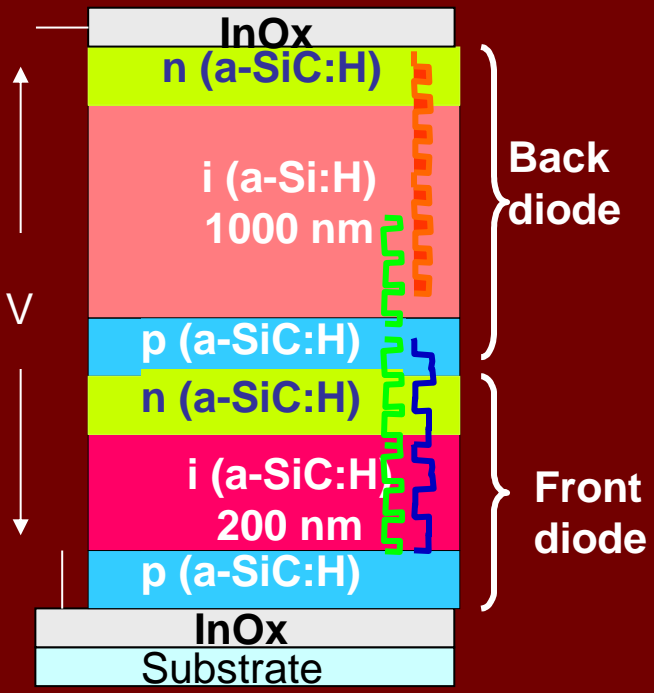 InOx
n (a-SiC:H)
i (a-Si:H)
1000 nm
Back
diode
V
p (a-SiC:H)
n (a-SiC:H)
i (a-SiC:H)
200 nm
Front
diode
p (a-SiC:H)
InOx
Substrate